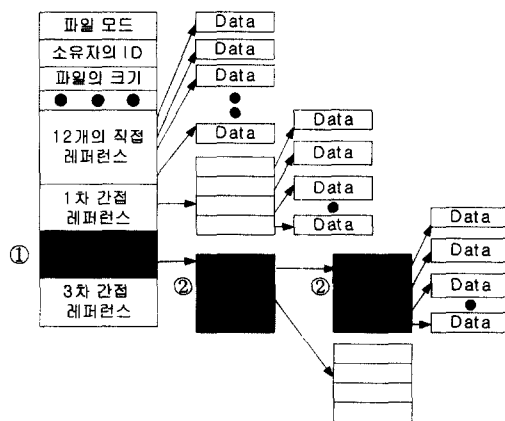 파일 모드
소유자의 ID
파일의 크기
12개의 직접
레퍼런스
1차 간접
레퍼런스
①
3차 간접
레퍼런스
Data
Data
Data
Data
②
Data
Data
Data
Data
②
Data
Data
Data
Data